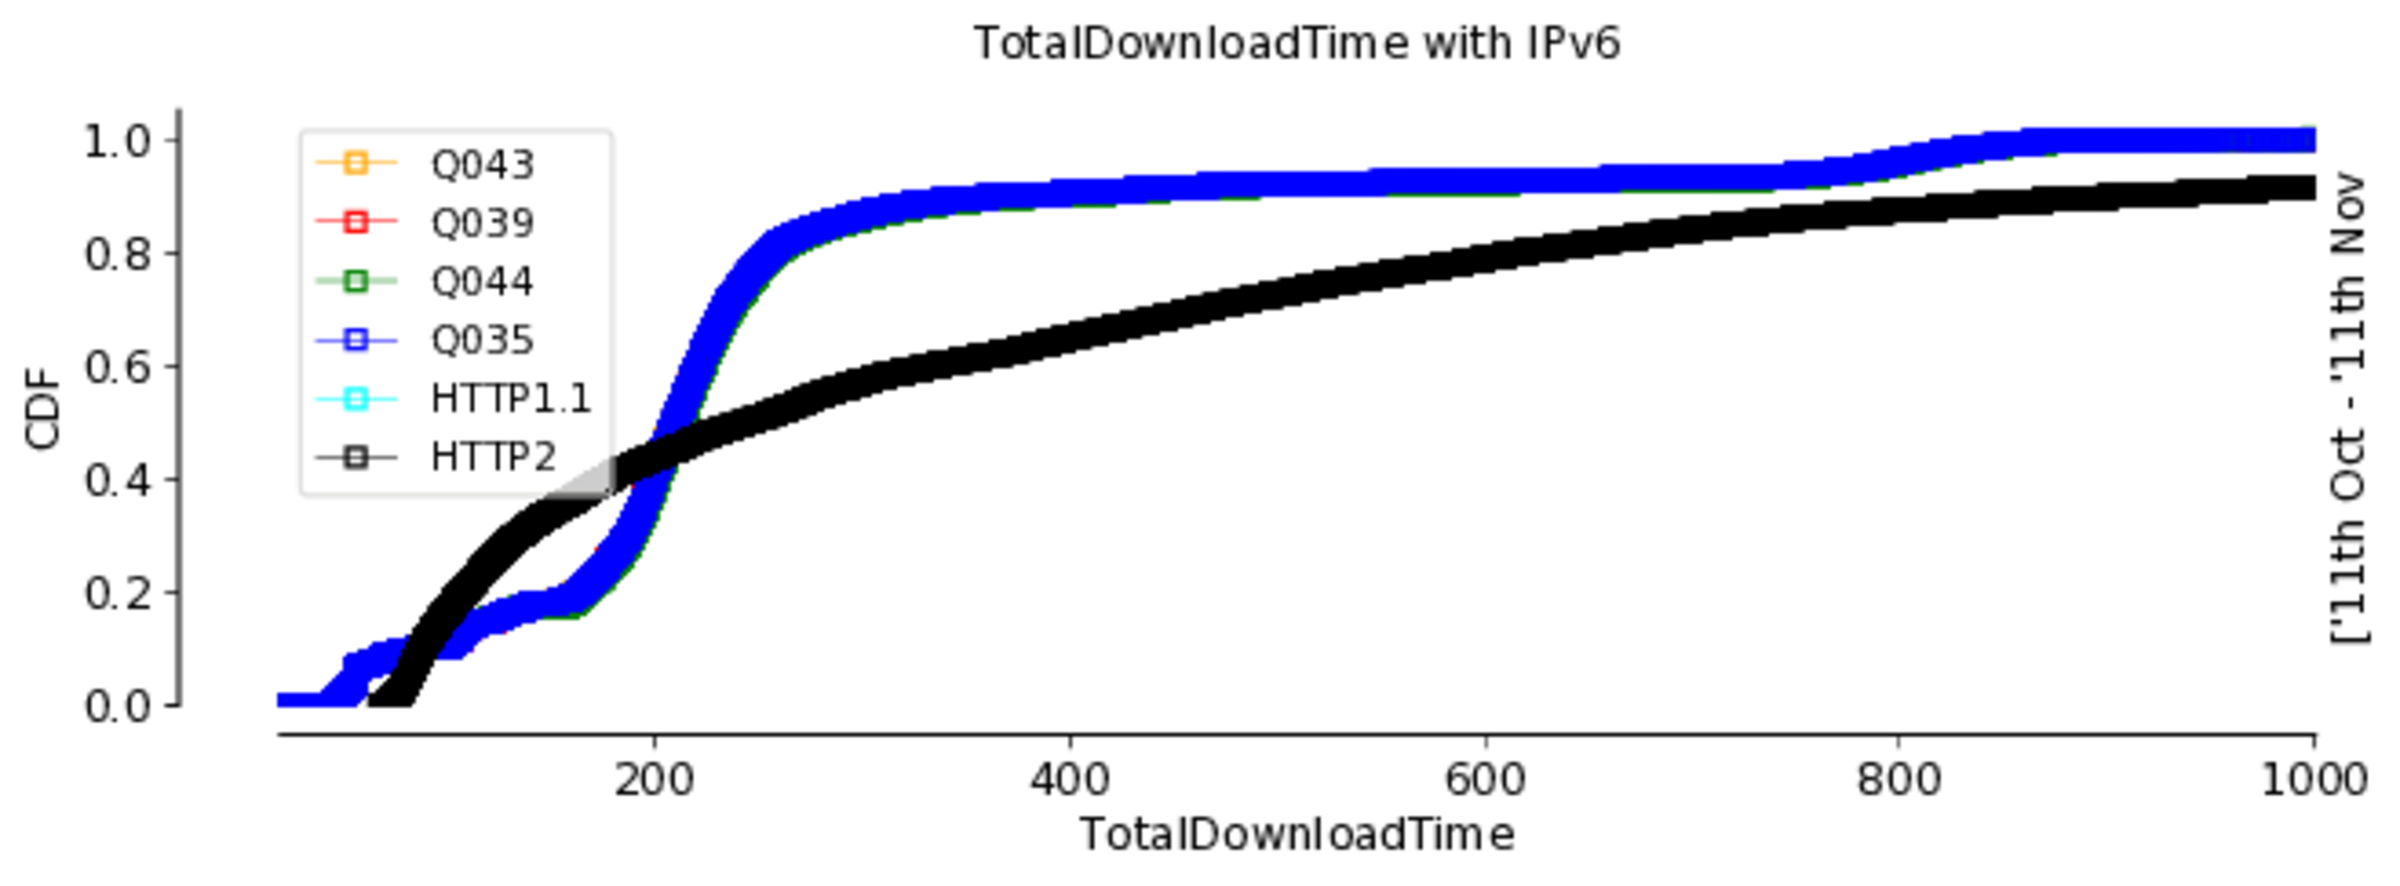 TotalDownloadTime with IPv6
1.0
0.8
0.6
0.4
0.2
0.0
CDF
Q043
Q039
Q044
Q035
HTTP1.1
HTTP2
200 400 600 800 1000
TotalDownloadTime
['11th Oct - '11th Nov